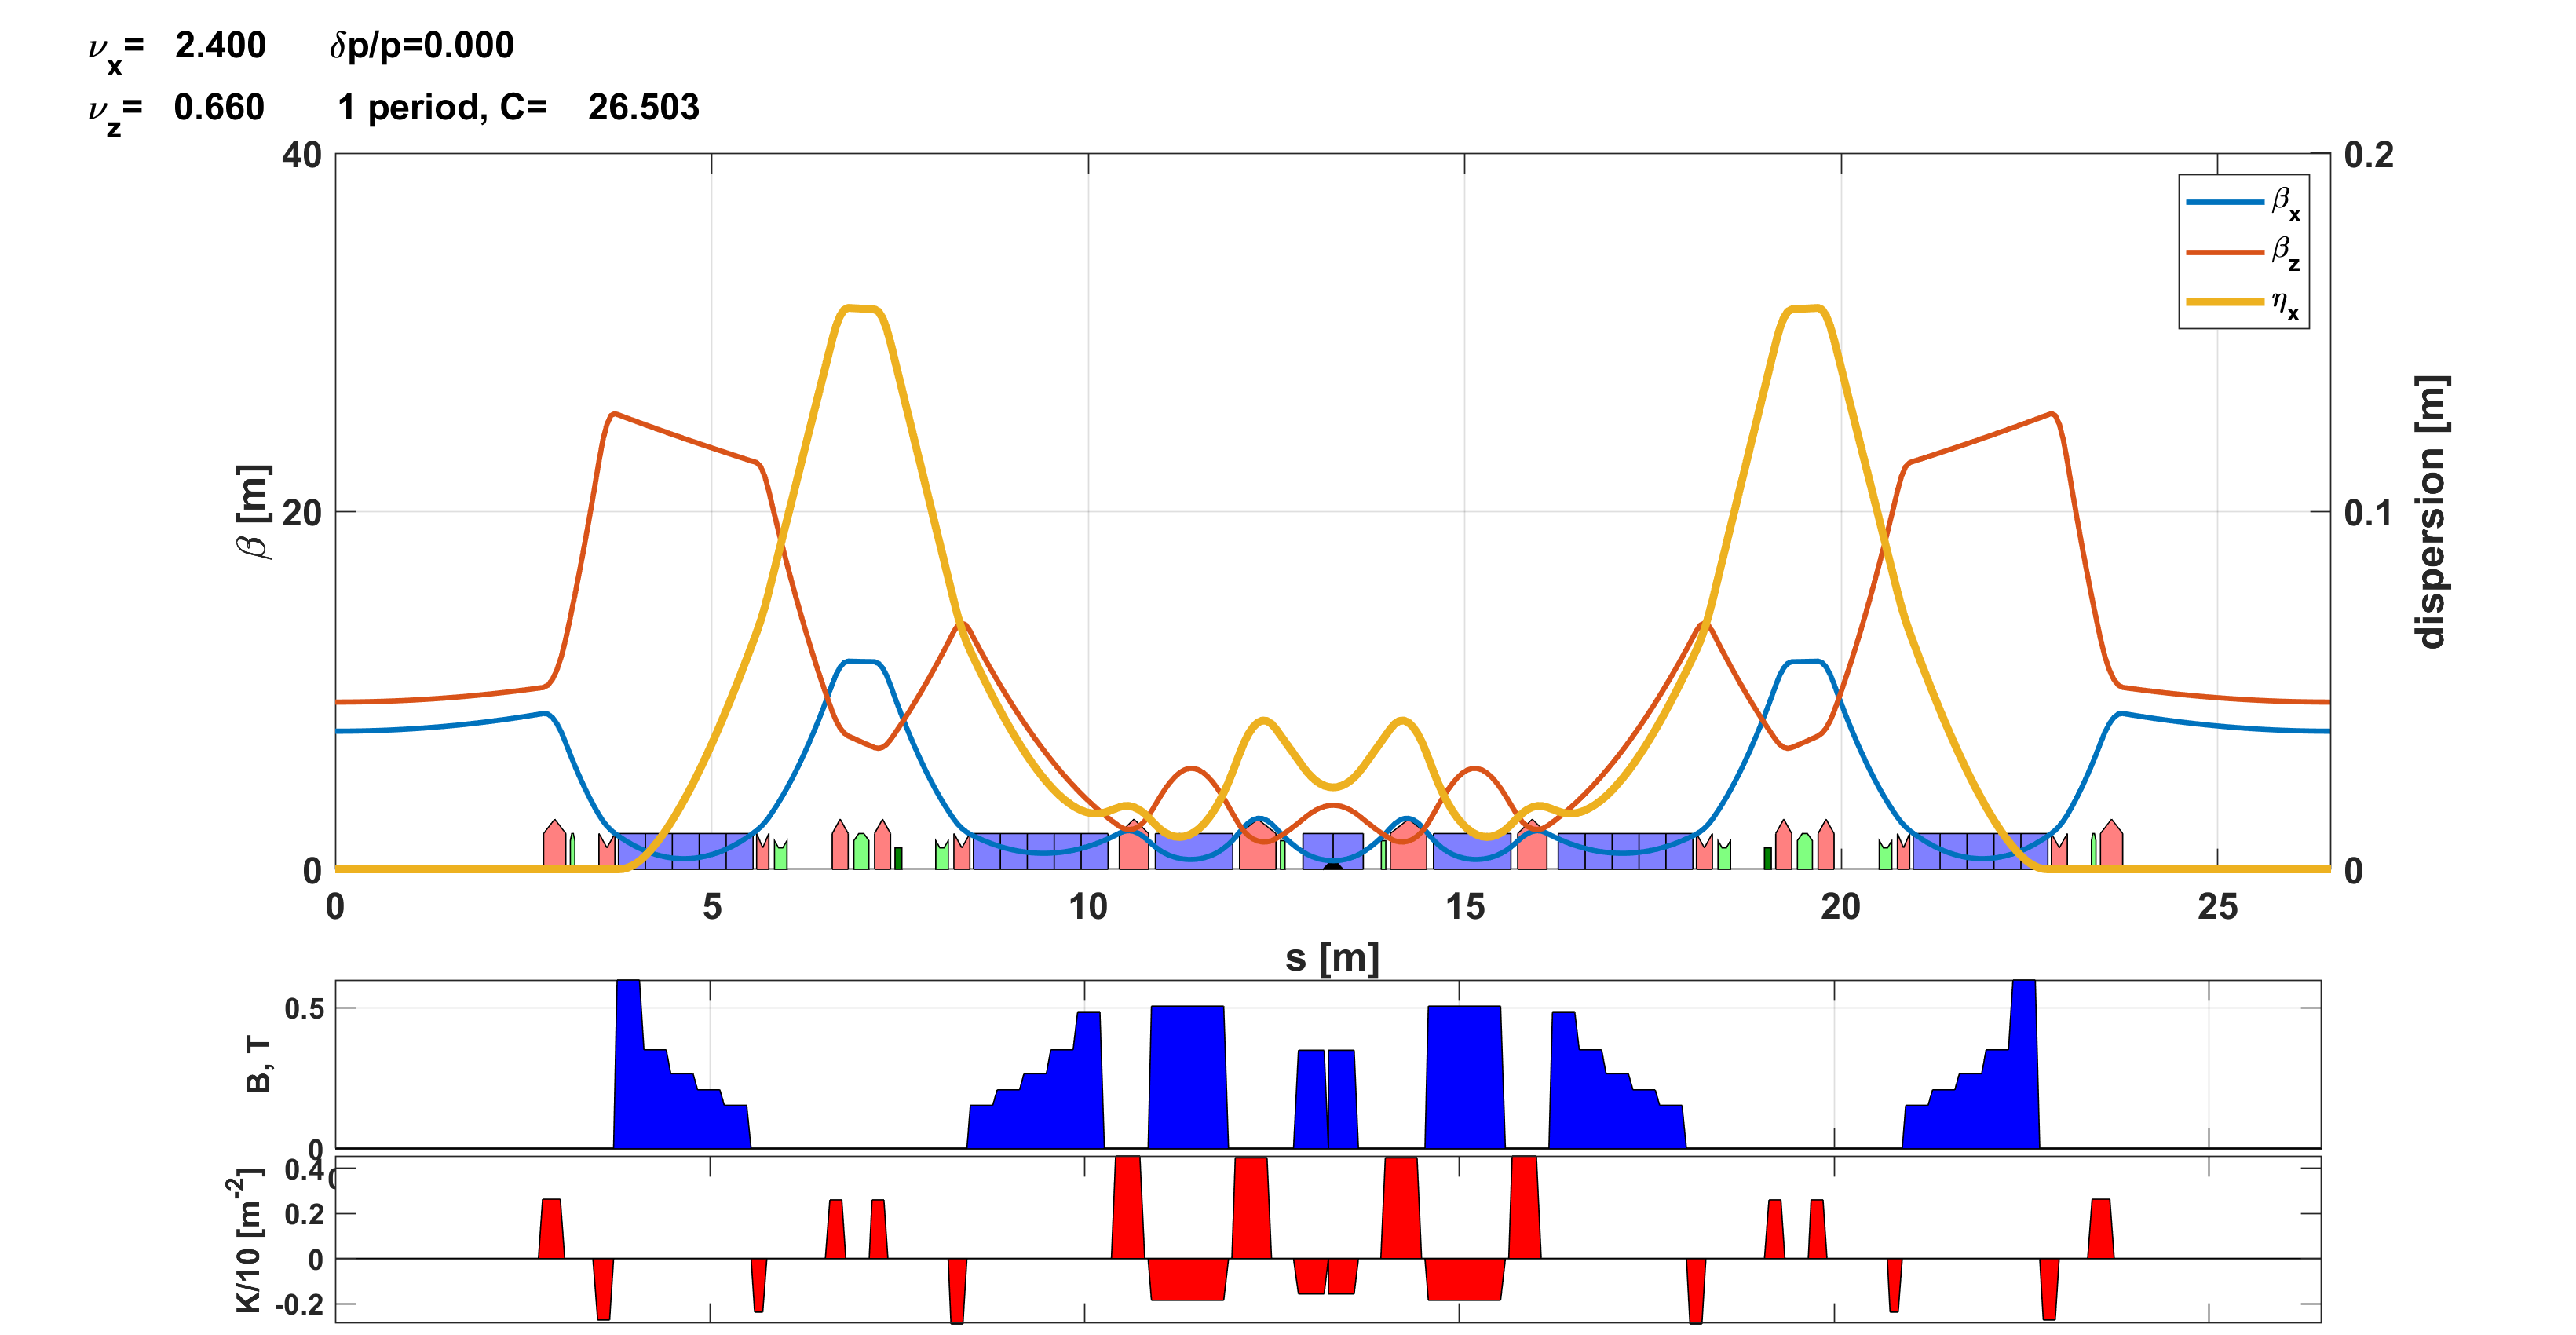 νx= 2.400 δp/p=0.000
νz= 0.660 1 period, C= 26.503
40
20
0
β [m]
0.2
0.1
0
dispersion [m]
βx
βz
ηx
0 5 10 15 20 25
s [m]
0.5
0
B, T
0
0.4
0.2
0
-0.2
K/10 [m-2]